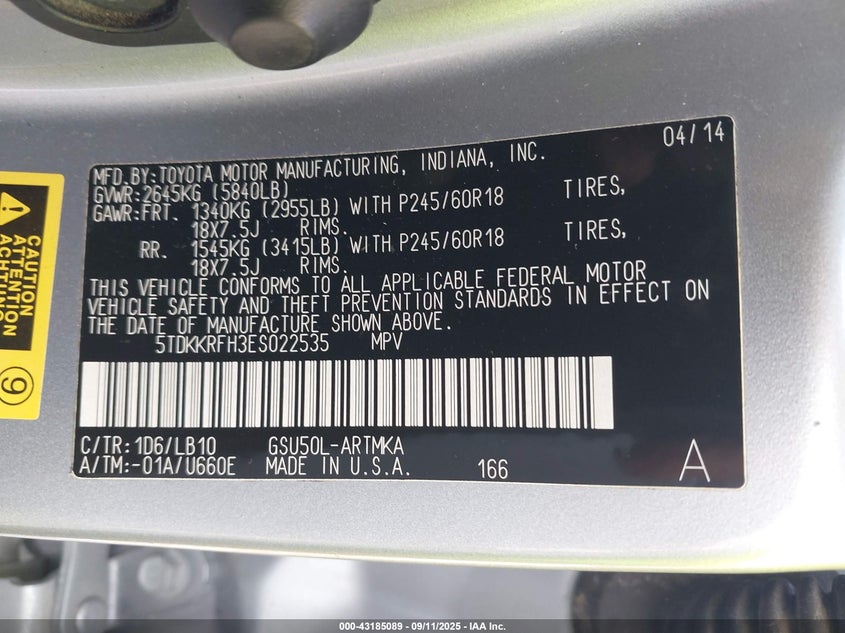 04/14
MFD.BY:TOYOTA MOTOR MANUFACTURING, INDIANA, INC.
GVWR:2645KG (5840LB)
GAWR:FRT. 1340KG (2955LB) WITH P245/60R18 TIRES,
18X7.5J RIMS.
RR. 1545KG (3415LB) WITH P245/60R18 TIRES,
18X7.5J RIMS.
THIS VEHICLE CONFORMS TO ALL APPLICABLE FEDERAL MOTOR
VEHICLE SAFETY AND THEFT PREVENTION STANDARDS IN EFFECT ON
THE DATE OF MANUFACTURE SHOWN ABOVE.
5TDKKRFH3ES022535 MPV
C/TR:1D6/LB10 GSU50L-ARTMKA
A/TM:-01A/U660E MADE IN U.S.A. 166 A
CAUTION
ATTENTION
ACHTUNG
9
000-43185089 - 09/11/2025 - IAA Inc.